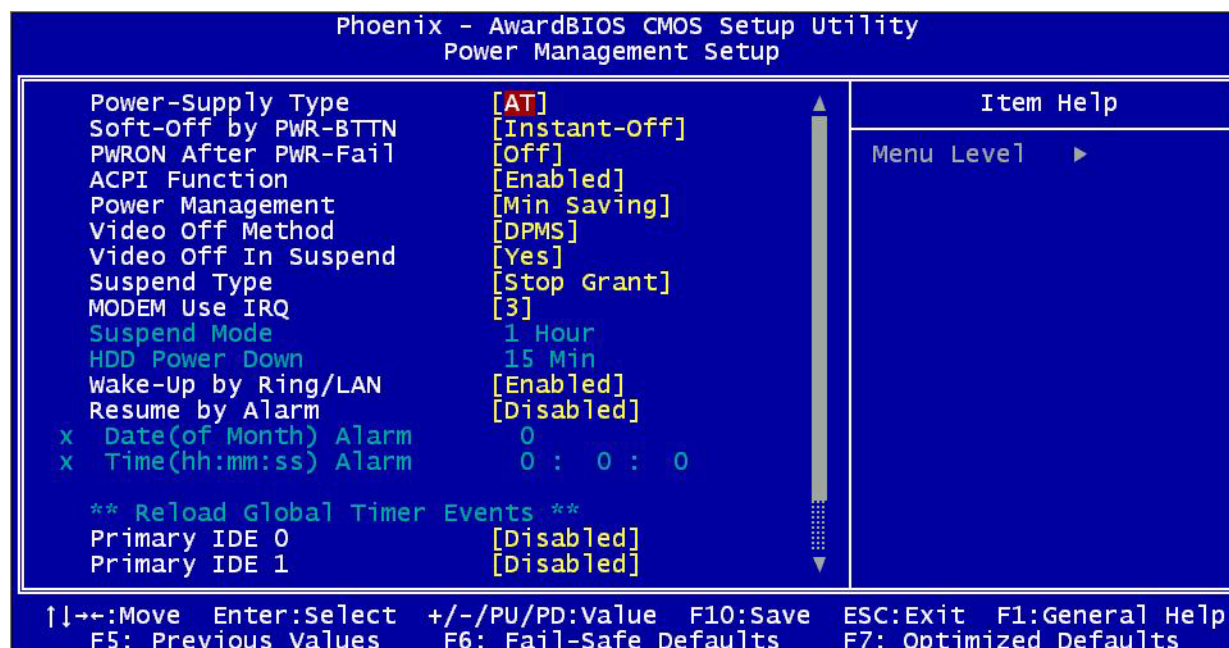 Phoenix - AwardBIOS CMOS Setup Utility
Power Management Setup
Power-Supply Type [AT]
Soft-Off by PWR-BTTN [Instant-Off]
PWRON After PWR-Fail [Off]
ACPI Function [Enabled]
Power Management [Min Saving]
Video Off Method [DPMS]
Video Off In Suspend [Yes]
Suspend Type [Stop Grant]
MODEM Use IRQ [3]
Suspend Mode 1 Hour
HDD Power Down 15 Min
Wake-Up by Ring/LAN [Enabled]
Resume by Alarm [Disabled]
x Date(of Month) Alarm 0
x Time(hh:mm:ss) Alarm 0 : 0 : 0
** Reload Global Timer Events **
Primary IDE 0 [Disabled]
Primary IDE 1 [Disabled]
Item Help
Menu Level ▶
↑↓→←:Move Enter:Select +/-/PU/PD:Value F10:Save ESC:Exit F1:General Help
F5: Previous Values F6: Fail-Safe Defaults F7: Optimized Defaults